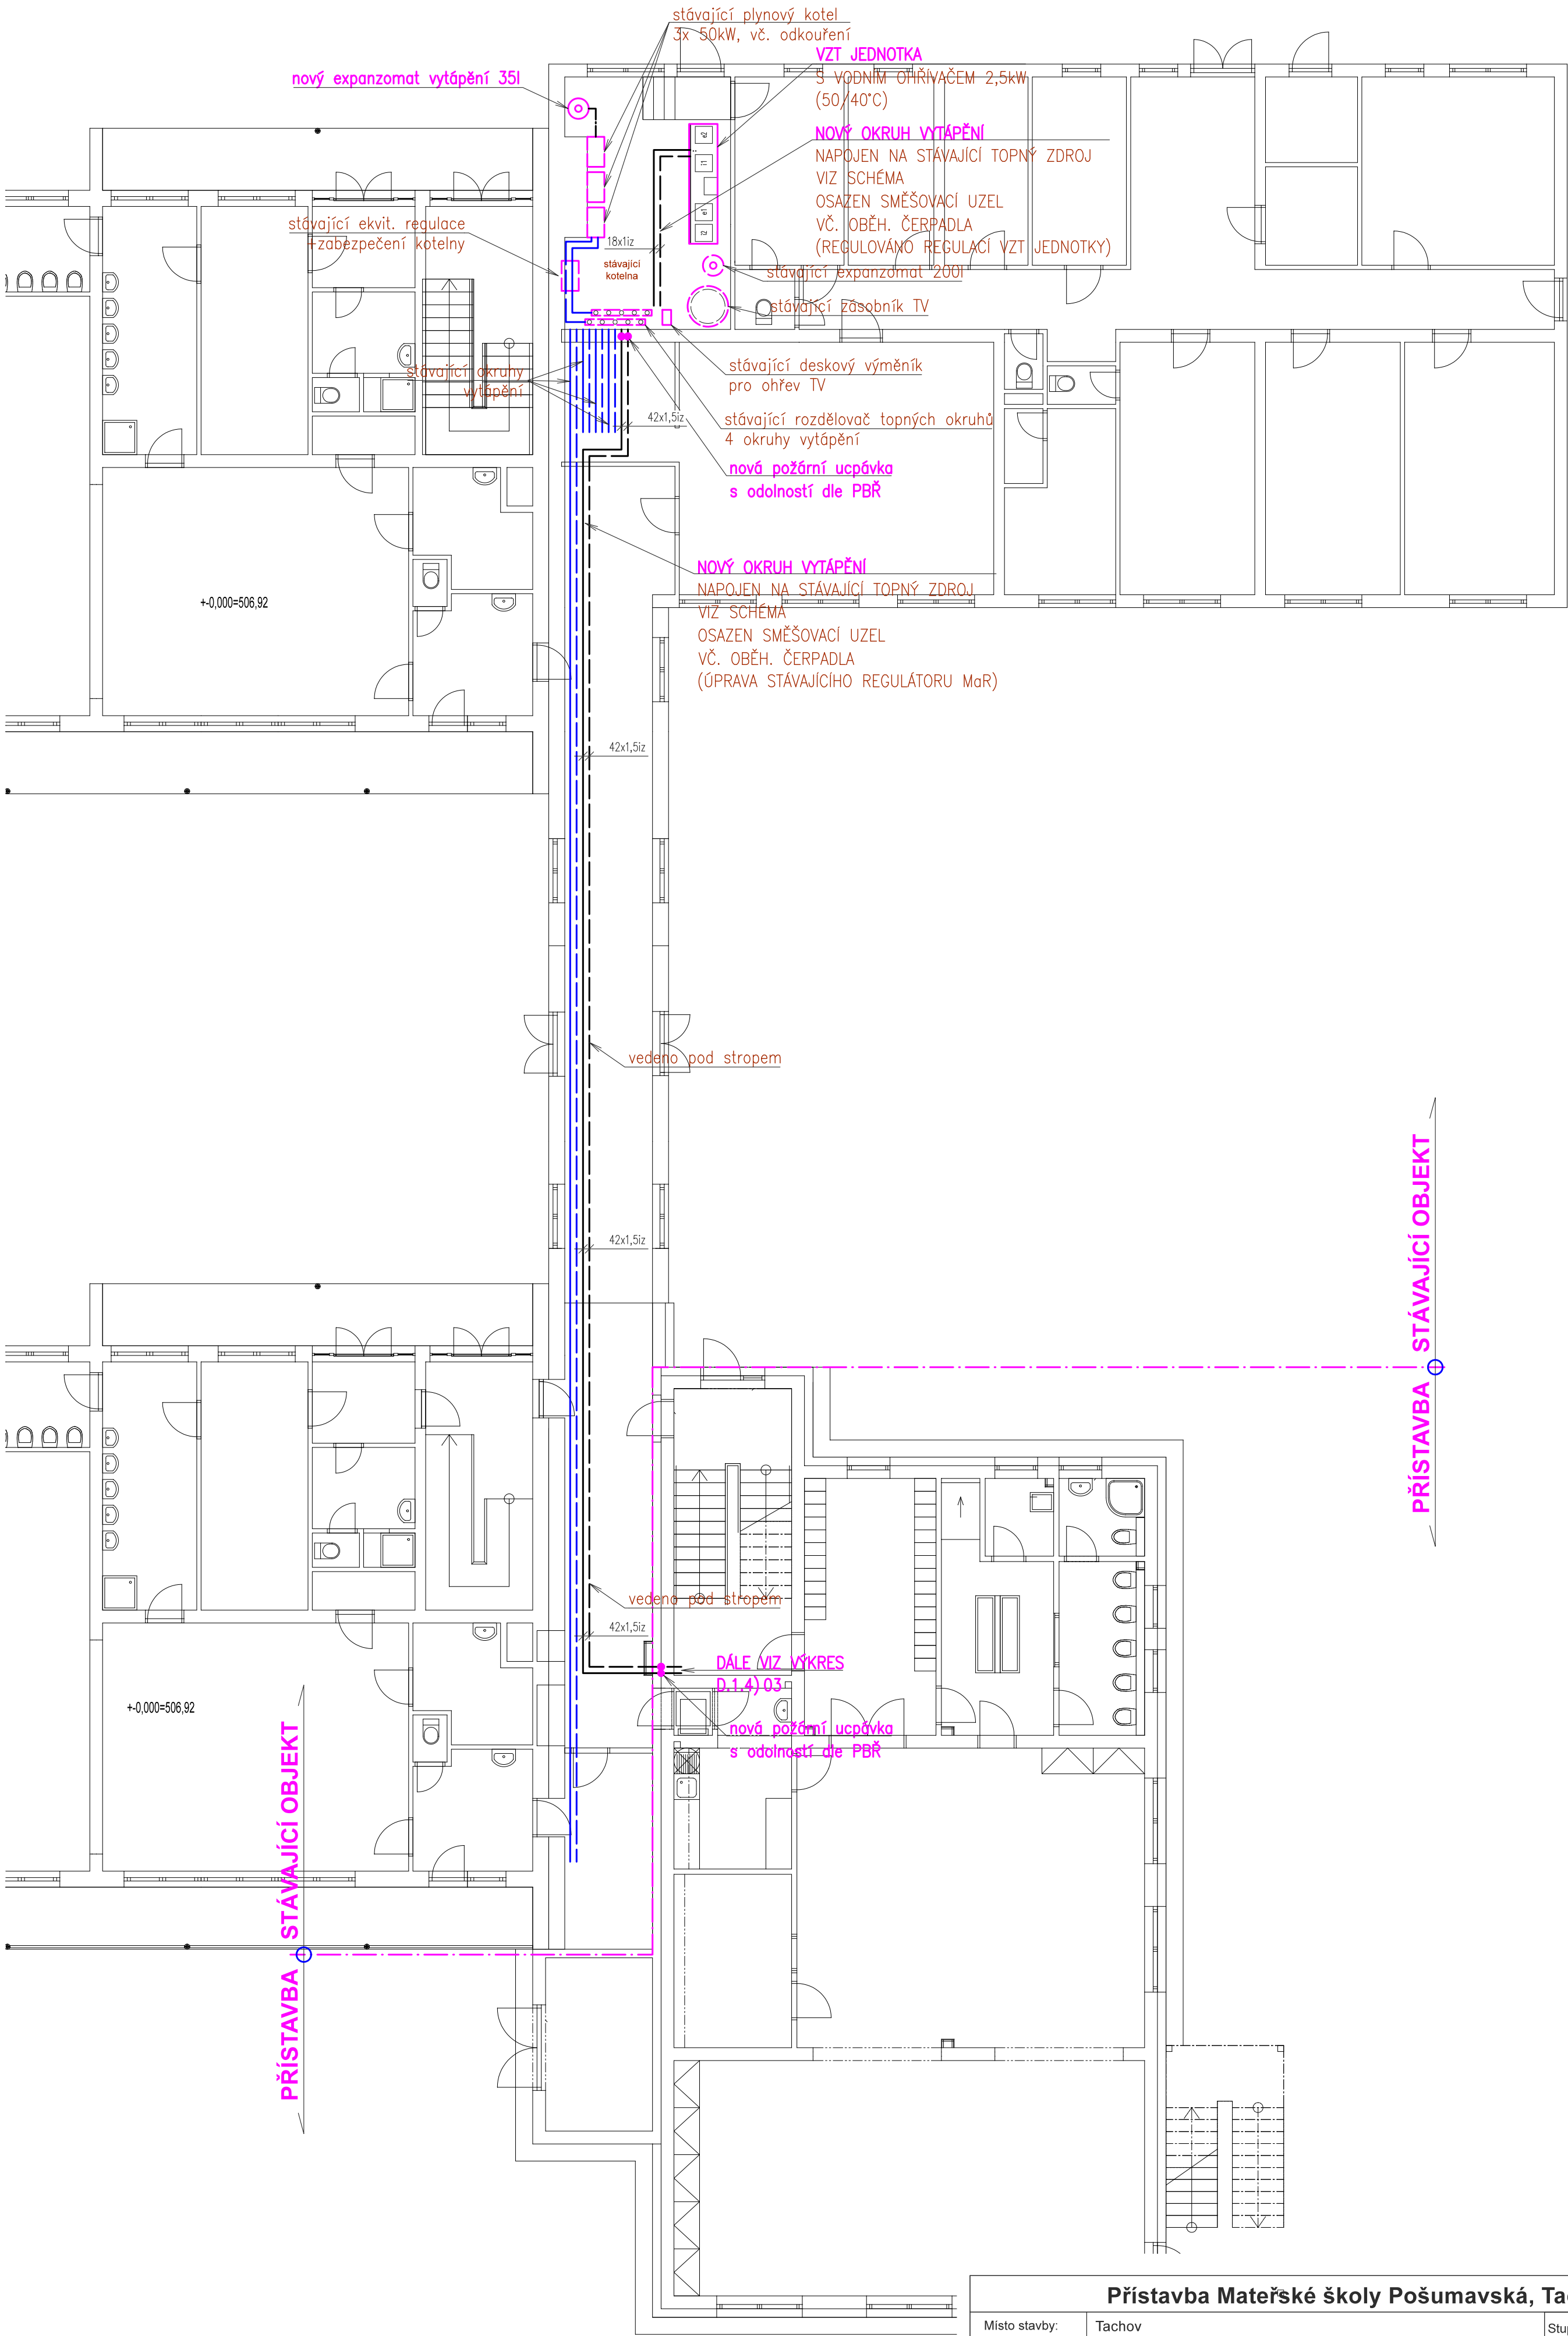 stávající plynový kotel
3x 50kW, vč. odkouření
VZT JEDNOTKA
S VODNÍM OHŘÍVAČEM 2,5kW
(50/40°C)
nový expanzomat vytápění 35l
NOVÝ OKRUH VYTÁPĚNÍ
NAPOJEN NA STÁVAJÍCÍ TOPNÝ ZDROJ
VIZ SCHÉMA
OSAZEN SMĚŠOVACÍ UZEL
VČ. OBĚH. ČERPADLA
(REGULOVÁNO REGULACÍ VZT JEDNOTKY)
e2
i1
e1
i2
stávající ekvit. regulace
+zabezpečení kotelny
18x1iz
stávající
kotelna
stávající expanzomat 200l
stávající zásobník TV
stávající deskový výměník
pro ohřev TV
stávající okruhy
vytápění
42x1,5iz
stávající rozdělovač topných okruhů
4 okruhy vytápění
nová požární ucpávka
s odolností dle PBŘ
NOVÝ OKRUH VYTÁPĚNÍ
NAPOJEN NA STÁVAJÍCÍ TOPNÝ ZDROJ
VIZ SCHÉMA
OSAZEN SMĚŠOVACÍ UZEL
VČ. OBĚH. ČERPADLA
(ÚPRAVA STÁVAJÍCÍHO REGULÁTORU MaR)
+-0,000=506,92
42x1,5iz
vedeno pod stropem
42x1,5iz
STÁVAJÍCÍ OBJEKT
PŘÍSTAVBA
vedeno pod stropem
42x1,5iz
DÁLE VIZ VÝKRES
D.1.4)03
nová požární ucpávka
s odolností dle PBŘ
+-0,000=506,92
STÁVAJÍCÍ OBJEKT
PŘÍSTAVBA
Přístavba Mateřské školy Pošumavská, Ta
Místo stavby:
Tachov
Stup